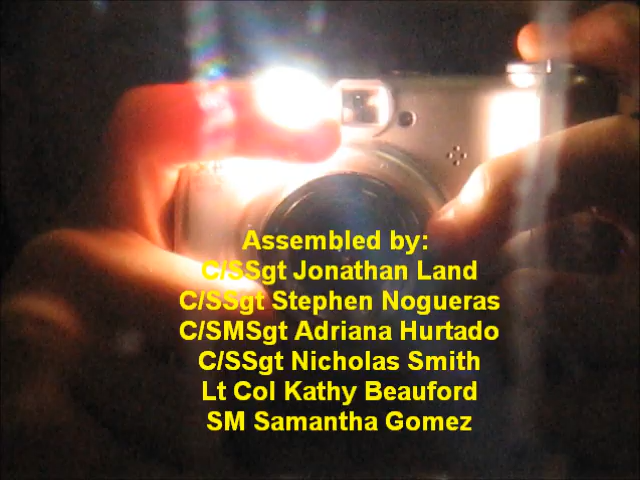 Assembled by:
C/SSgt Jonathan Land
C/SSgt Stephen Nogueras
C/SMSgt Adriana Hurtado
C/SSgt Nicholas Smith
Lt Col Kathy Beauford
SM Samantha Gomez